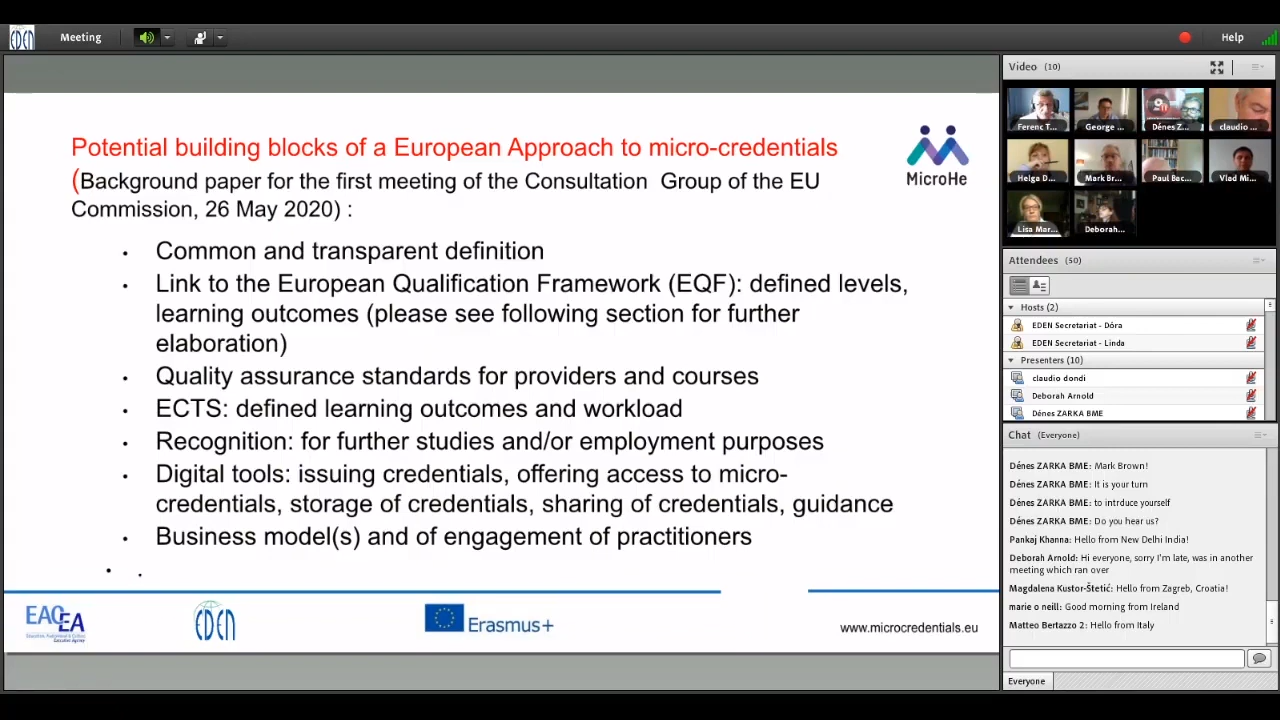 EDEN
Meeting
Help
Potential building blocks of a European Approach to micro-credentials
(Background paper for the first meeting of the Consultation Group of the EU
Commission, 26 May 2020) :
MicroHe
• Common and transparent definition
• Link to the European Qualification Framework (EQF): defined levels,
learning outcomes (please see following section for further
elaboration)
• Quality assurance standards for providers and courses
• ECTS: defined learning outcomes and workload
• Recognition: for further studies and/or employment purposes
• Digital tools: issuing credentials, offering access to micro-
credentials, storage of credentials, sharing of credentials, guidance
• Business model(s) and of engagement of practitioners
• .
EACEA
EDEN
Erasmus+
www.microcredentials.eu
Video (10)
Ferenc T...
George ...
Dénes Z...
claudio ...
Helga D...
Mark Br...
Paul Bac...
Vlad Mi...
Lisa Mar...
Deborah...
Attendees (50)
Hosts (2)
EDEN Secretariat - Dóra
EDEN Secretariat - Linda
Presenters (10)
claudio dondi
Deborah Arnold
Dénes ZARKA BME
Chat (Everyone)
Dénes ZARKA BME: Mark Brown!
Dénes ZARKA BME: It is your turn
Dénes ZARKA BME: to intrduce yourself
Dénes ZARKA BME: Do you hear us?
Pankaj Khanna: Hello from New Delhi India!
Deborah Arnold: Hi everyone, sorry I'm late, was in another
meeting which ran over
Magdalena Kustor-Štetić: Hello from Zagreb, Croatia!
marie o neill: Good morning from Ireland
Matteo Bertazzo 2: Hello from Italy
Everyone